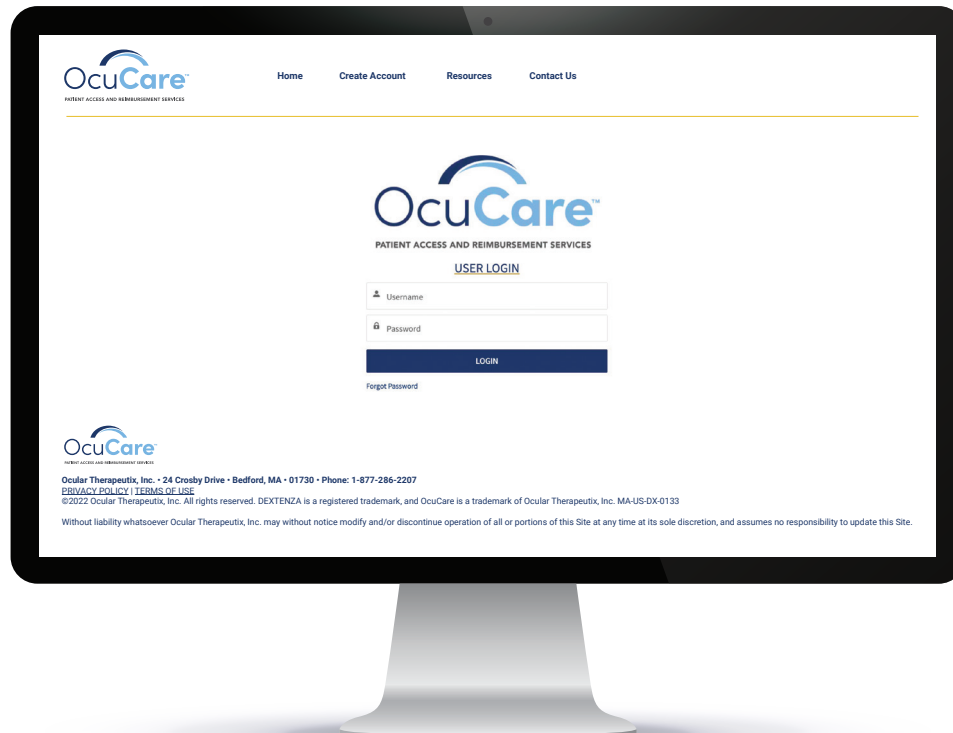 OcuCare™
PATIENT ACCESS AND REIMBURSEMENT SERVICES
Home Create Account Resources Contact Us
OcuCare™
PATIENT ACCESS AND REIMBURSEMENT SERVICES
USER LOGIN
Username
Password
LOGIN
Forgot Password
OcuCare™
PATIENT ACCESS AND REIMBURSEMENT SERVICES
Ocular Therapeutix, Inc. • 24 Crosby Drive • Bedford, MA • 01730 • Phone: 1-877-286-2207
PRIVACY POLICY | TERMS OF USE
©2022 Ocular Therapeutix, Inc. All rights reserved. DEXTENZA is a registered trademark, and OcuCare is a trademark of Ocular Therapeutix, Inc. MA-US-DX-0133
Without liability whatsoever Ocular Therapeutix, Inc. may without notice modify and/or discontinue operation of all or portions of this Site at any time at its sole discretion, and assumes no responsibility to update this Site.